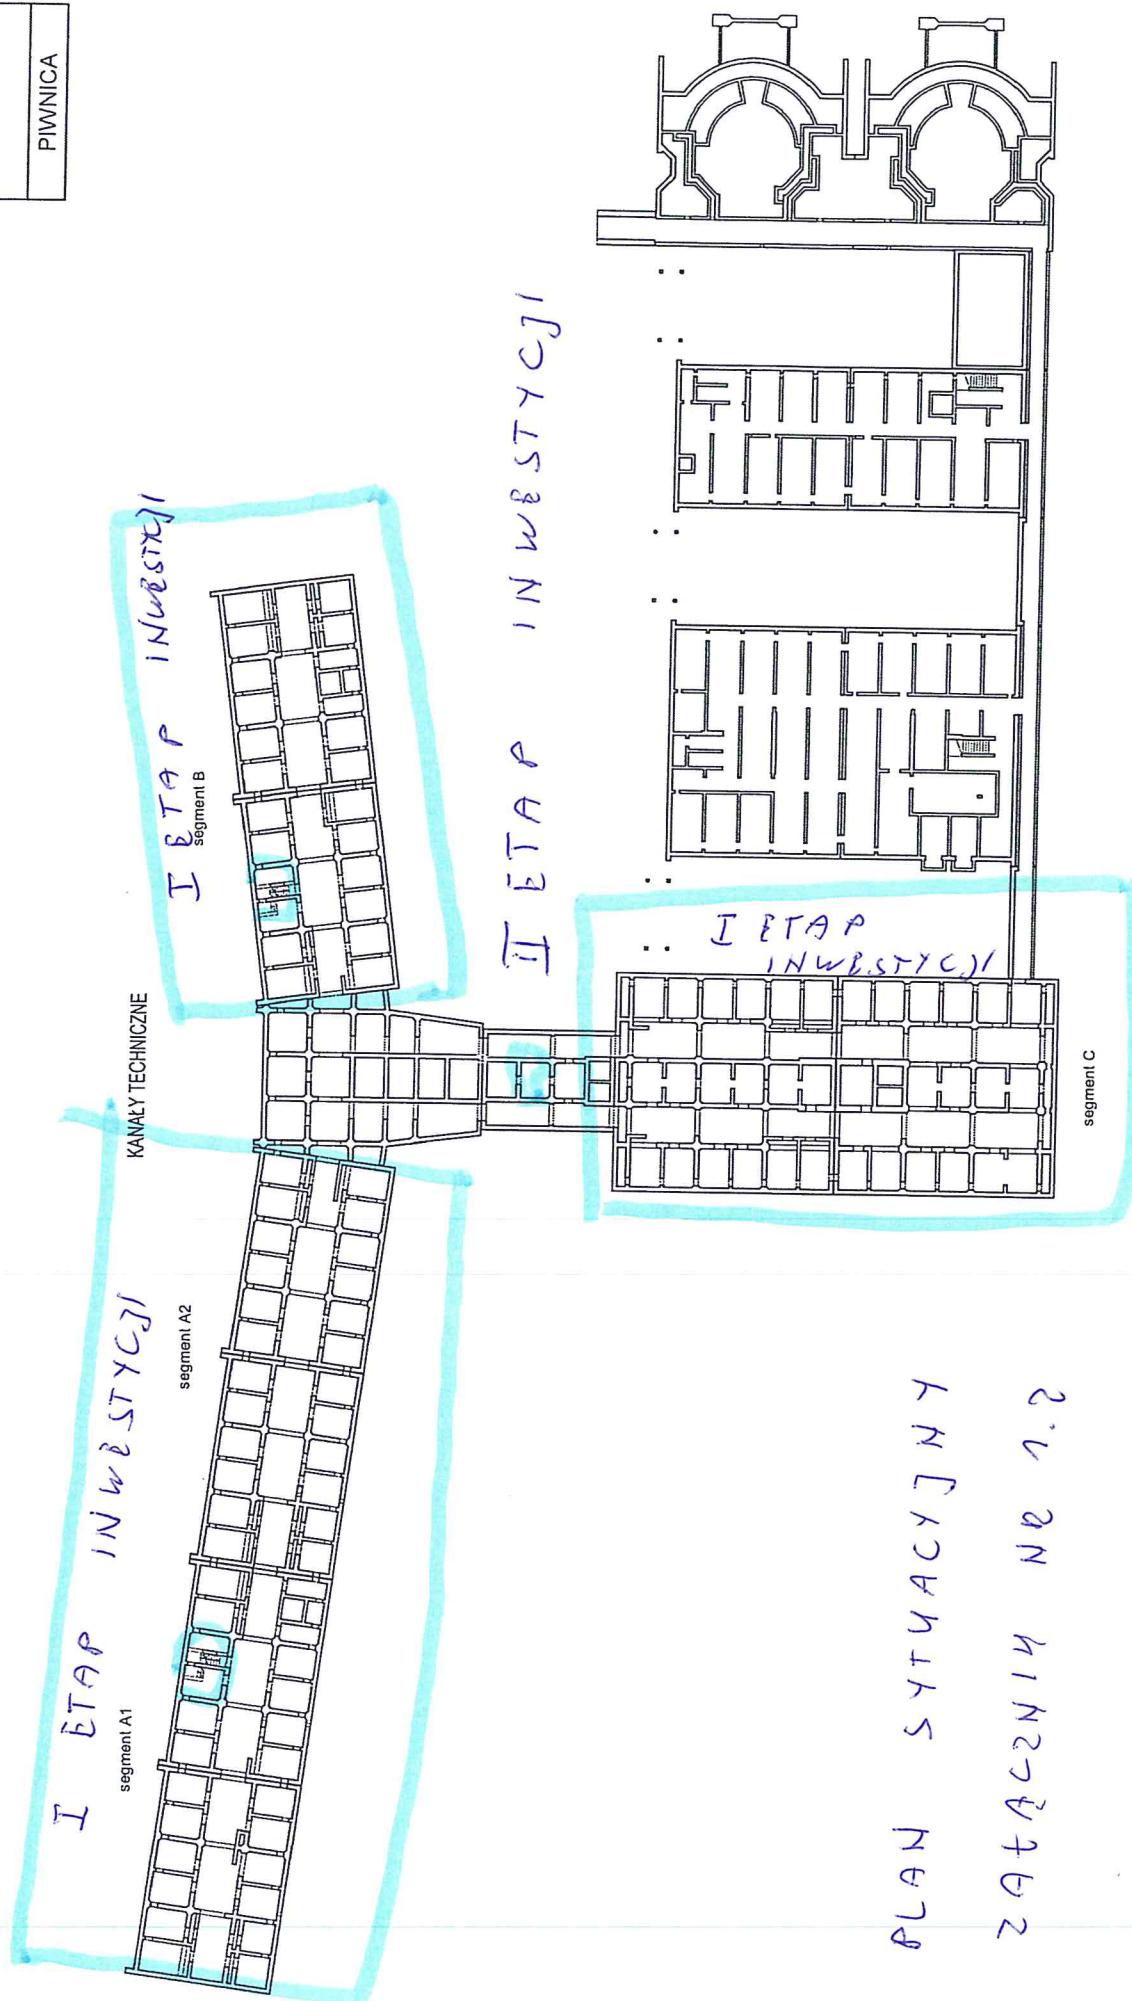 PIWNICA
I ETAP INWESTYCJI
segment B
II ETAP INWESTYCJI
I ETAP
INWESTYCJI
segment C
KANAŁY TECHNICZNE
I ETAP INWESTYCJI
segment A2
segment A1
PLAN SYTUACYJNY
ZAŁĄCZNIK NR 1.2